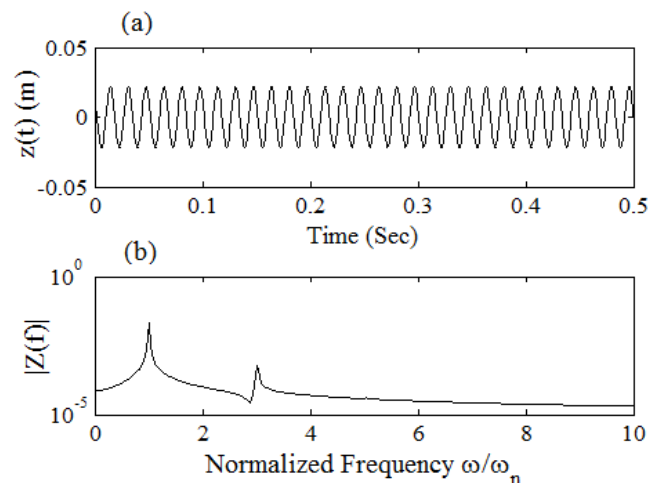 (a)
z(t) (m)
0.05
0
-0.05
0 0.1 0.2 0.3 0.4 0.5
Time (Sec)
(b)
|Z(f)|
10^0
10^-5
0 2 4 6 8 10
Normalized Frequency ω/ω_n